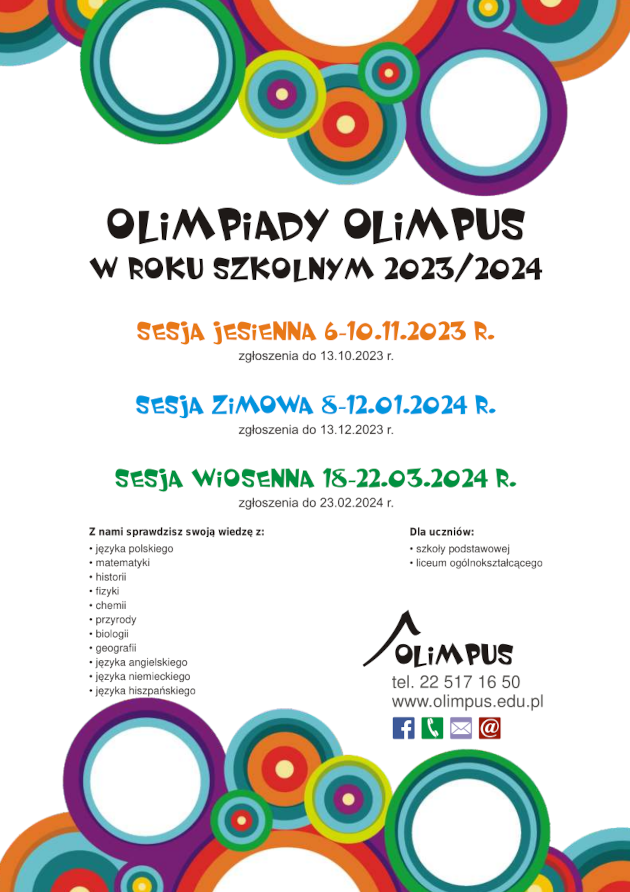 OLiMPiADY OLiMPUS
W ROKU SZKOLNYM 2023/2024
SESjA jESiENNA 6-10.11.2023 R.
zgłoszenia do 13.10.2023 r.
SESjA ZiMOWA 8-12.01.2024 R.
zgłoszenia do 13.12.2023 r.
SESjA WiOSENNA 18-22.03.2024 R.
zgłoszenia do 23.02.2024 r.
Z nami sprawdzisz swoją wiedzę z:
• języka polskiego
• matematyki
• historii
• fizyki
• chemii
• przyrody
• biologii
• geografii
• języka angielskiego
• języka niemieckiego
• języka hiszpańskiego
Dla uczniów:
• szkoły podstawowej
• liceum ogólnokształcącego
OLiMPUS
tel. 22 517 16 50
www.olimpus.edu.pl